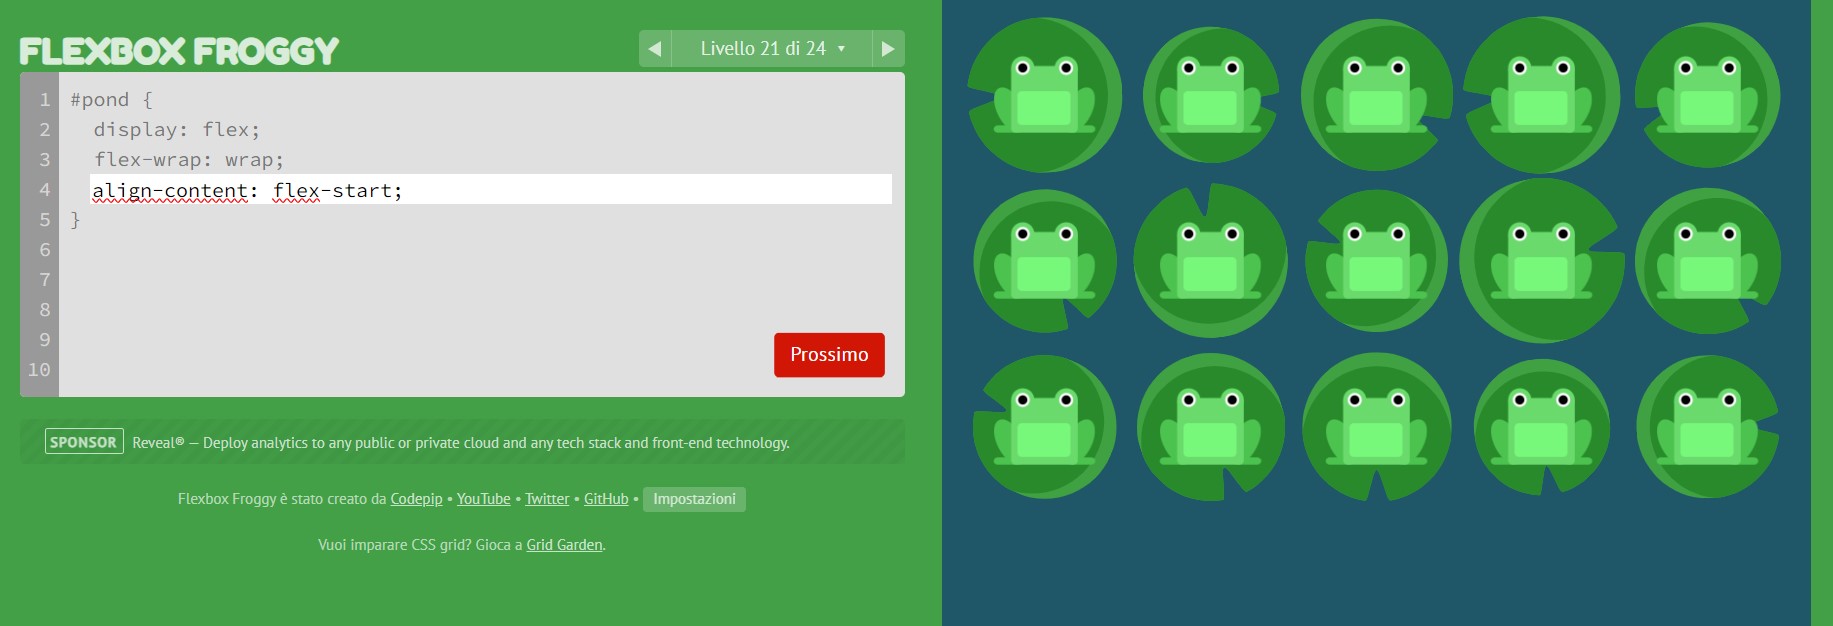 FLEXBOX FROGGY
Livello 21 di 24
1 #pond {
2 display: flex;
3 flex-wrap: wrap;
4 align-content: flex-start;
5 }
6
7
8
9
10
Prossimo
SPONSOR Reveal® — Deploy analytics to any public or private cloud and any tech stack and front-end technology.
Flexbox Froggy è stato creato da Codepip • YouTube • Twitter • GitHub • Impostazioni
Vuoi imparare CSS grid? Gioca a Grid Garden.